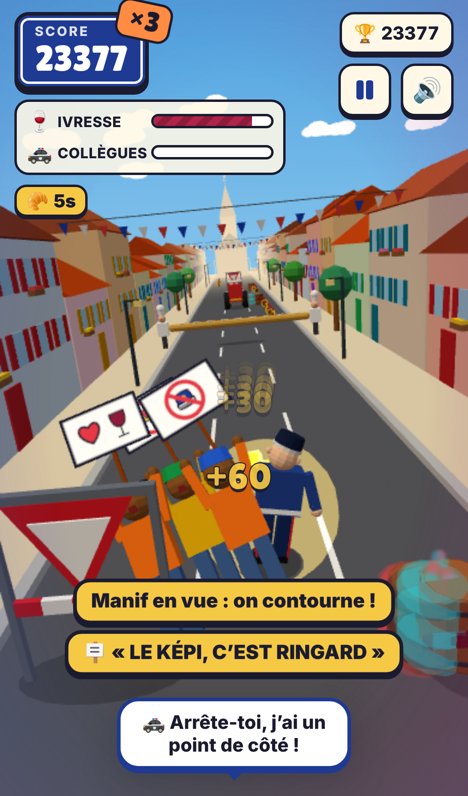 SCORE
×3
23377
🏆 23377
IVRESSE
COLLÈGUES
5s
+30
+60
Manif en vue : on contourne !
« LE KÉPI, C’EST RINGARD »
Arrête-toi, j’ai un
point de côté !